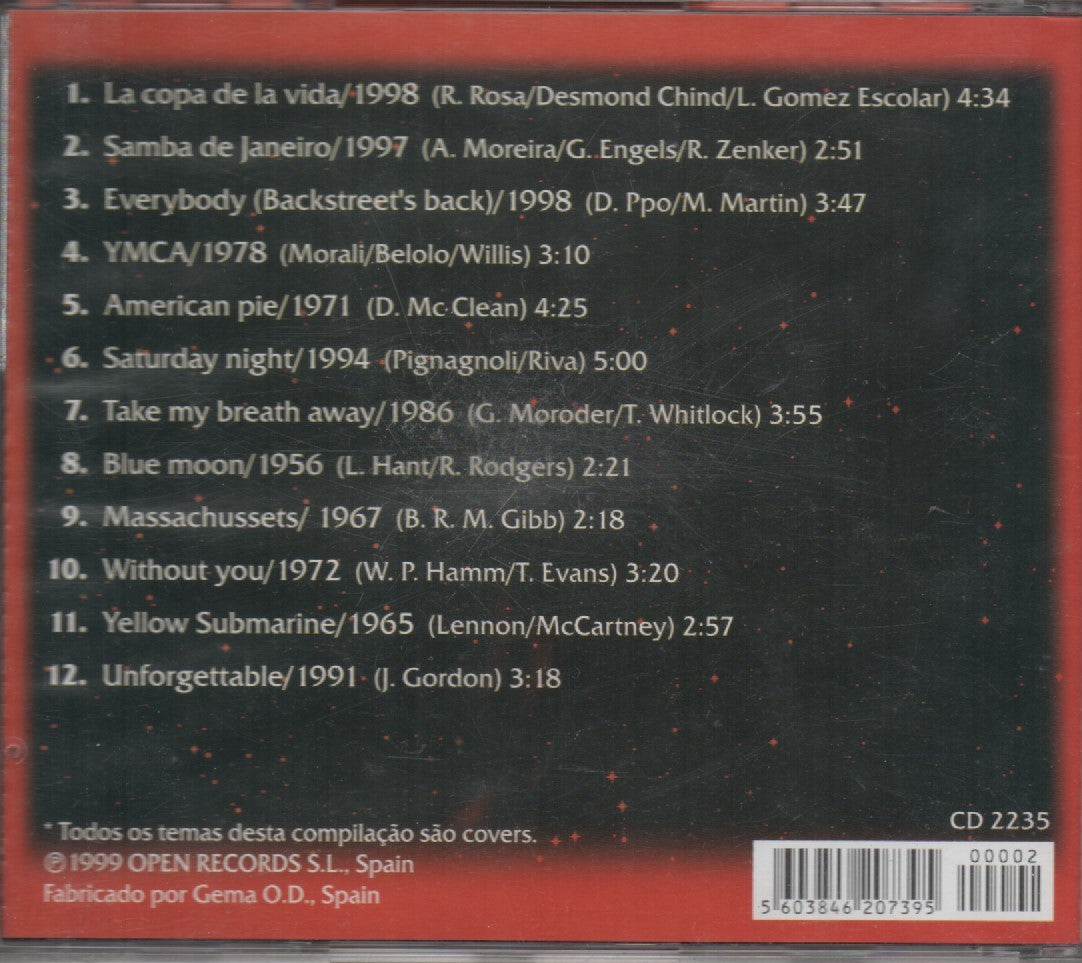 1. La copa de la vida/1998 (R. Rosa/Desmond Chind/L. Gomez Escolar) 4:34
2. Samba de Janeiro/1997 (A. Moreira/G. Engels/R. Zenker) 2:51
3. Everybody (Backstreet's back)/1998 (D. Ppo/M. Martin) 3:47
4. YMCA/1978 (Morali/Belolo/Willis) 3:10
5. American pie/1971 (D. Mc Clean) 4:25
6. Saturday night/1994 (Pignagnoli/Riva) 5:00
7. Take my breath away/1986 (G. Moroder/T. Whitlock) 3:55
8. Blue moon/1956 (L. Hant/R. Rodgers) 2:21
9. Massachussets/ 1967 (B. R. M. Gibb) 2:18
10. Without you/1972 (W. P. Hamm/T. Evans) 3:20
11. Yellow Submarine/1965 (Lennon/McCartney) 2:57
12. Unforgettable/1991 (J. Gordon) 3:18
* Todos os temas desta compilação são covers.
℗ 1999 OPEN RECORDS S.L., Spain
Fabricado por Gema O.D., Spain
CD 2235
00002
5 603846 207395